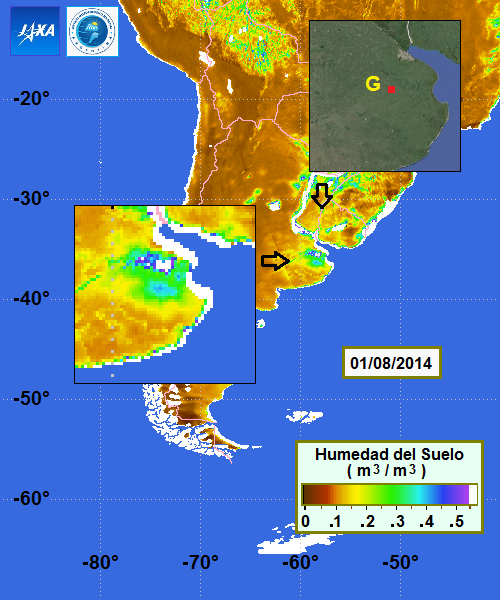 JAXA
G
-20°
-30°
-40°
01/08/2014
-50°
Humedad del Suelo
( m3 / m3 )
0 .1 .2 .3 .4 .5
-60°
-80° -70° -60° -50°